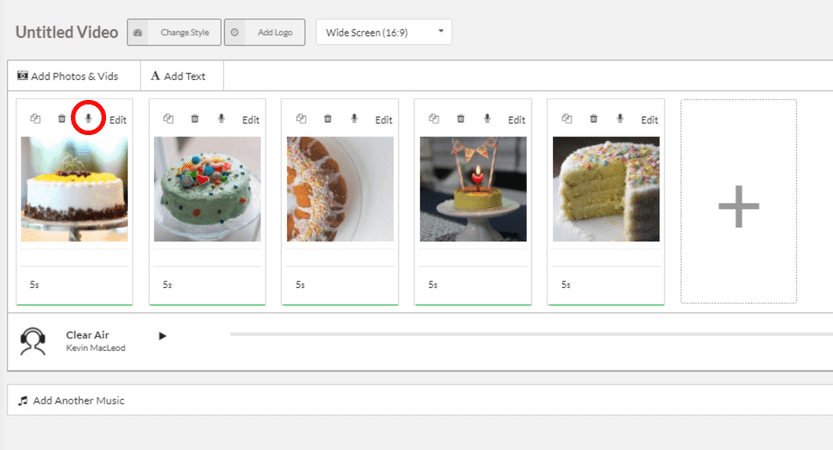 Untitled Video Change Style Add Logo Wide Screen (16:9)
Add Photos & Vids A Add Text
Edit Edit Edit Edit Edit
5s 5s 5s 5s 5s
Clear Air
Kevin MacLeod
Add Another Music